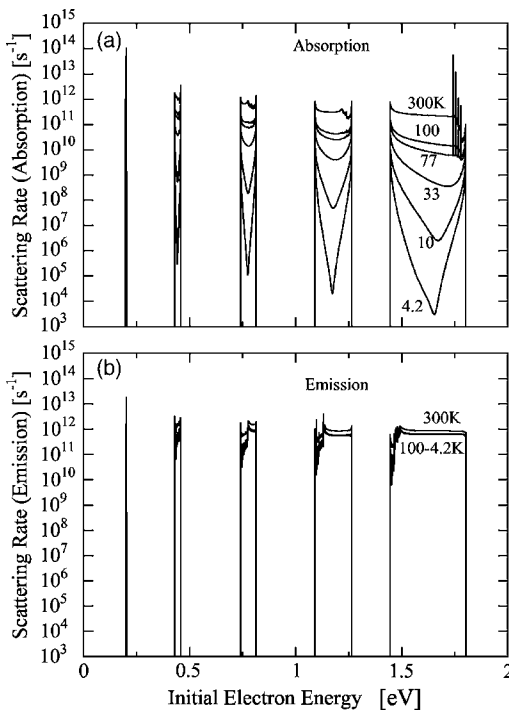 10^15
10^14
10^13
10^12
10^11
10^10
10^9
10^8
10^7
10^6
10^5
10^4
10^3
Scattering Rate (Absorption) [s^-1]
(a)
Absorption
300K
100
77
33
10
4.2
10^15
10^14
10^13
10^12
10^11
10^10
10^9
10^8
10^7
10^6
10^5
10^4
10^3
Scattering Rate (Emission) [s^-1]
(b)
Emission
300K
100-4.2K
0 0.5 1 1.5 2
Initial Electron Energy [eV]